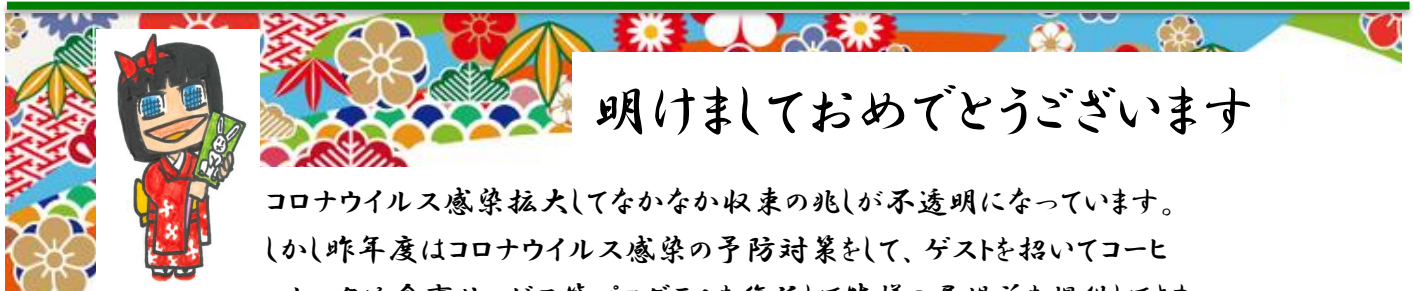 明けましておめでとうございます
コロナウイルス感染拡大してなかなか収束の兆しが不透明になっています。
しかし昨年度はコロナウイルス感染の予防対策をして、ゲストを招いてコーヒ